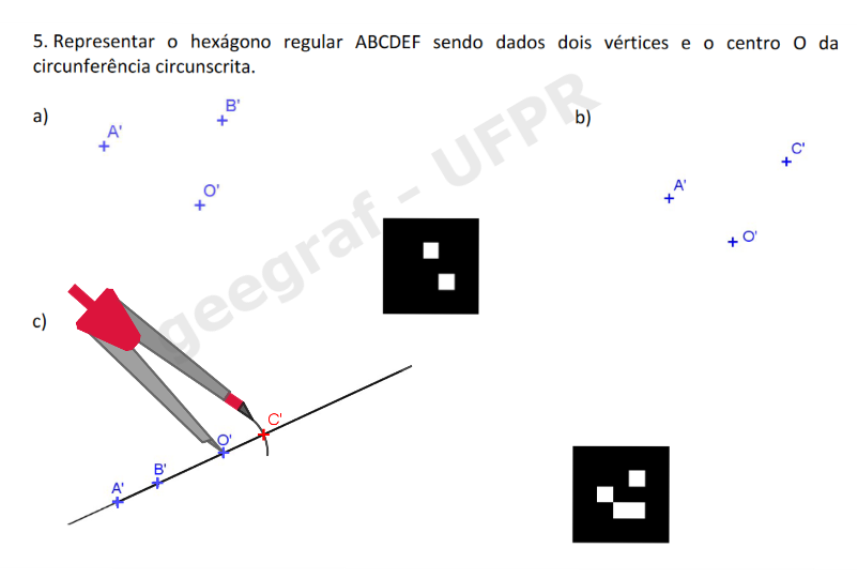 5. Representar o hexágono regular ABCDEF sendo dados dois vértices e o centro O da
circunferência circunscrita.
a)
A'
B'
O'
b)
A'
C'
O'
c)
A'
B'
O'
C'
geegraf - UFPR